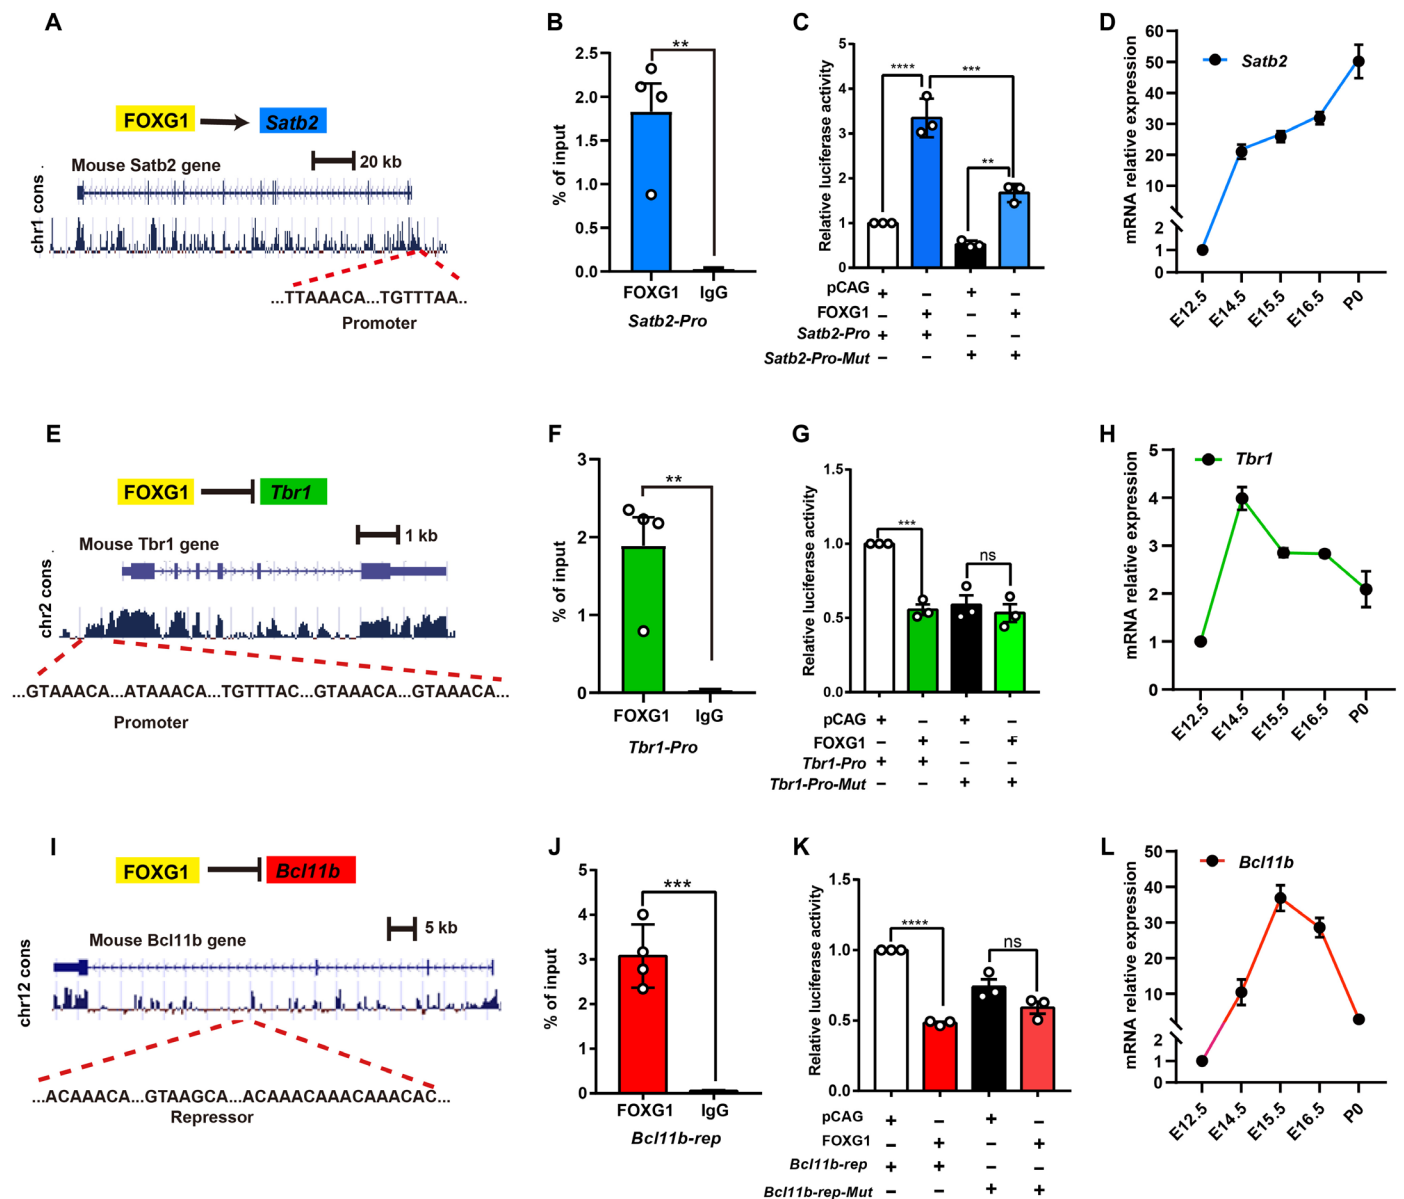 A
FOXG1
Satb2
20 kb
Mouse Satb2 gene
chr1 cons
...TTAAACA...TGTTTAA..
Promoter
B
% of input
2.5
2.0
1.5
1.0
0.5
0.0
**
FOXG1 IgG
Satb2-Pro
C
Relative luciferase activity
5
4
3
2
1
0
**** ***
**
pCAG + – + –
FOXG1 – + – +
Satb2-Pro + + – –
Satb2-Pro-Mut – – + +
D
mRNA relative expression
60
50
40
30
20
10
2
1
0
Satb2
E12.5 E14.5 E15.5 E16.5 P0
E
FOXG1
Tbr1
1 kb
Mouse Tbr1 gene
chr2 cons
...GTAAACA...ATAAACA...TGTTTAC...GTAAACA...GTAAACA...
Promoter
F
% of input
3
2
1
0
**
FOXG1 IgG
Tbr1-Pro
G
Relative luciferase activity
1.5
1.0
0.5
0.0
***
ns
pCAG + – + –
FOXG1 – + – +
Tbr1-Pro + + – –
Tbr1-Pro-Mut – – + +
H
mRNA relative expression
5
4
3
2
1
0
Tbr1
E12.5 E14.5 E15.5 E16.5 P0
I
FOXG1
Bcl11b
5 kb
Mouse Bcl11b gene
chr12 cons
...ACAAACA...GTAAGCA...ACAAACAAACAAACAC...
Repressor
J
% of input
5
4
3
2
1
0
***
FOXG1 IgG
Bcl11b-rep
K
Relative luciferase activity
1.5
1.0
0.5
0.0
****
ns
pCAG + – + –
FOXG1 – + – +
Bcl11b-rep + + – –
Bcl11b-rep-Mut – – + +
L
mRNA relative expression
50
40
30
20
10
2
1
0
Bcl11b
E12.5 E14.5 E15.5 E16.5 P0